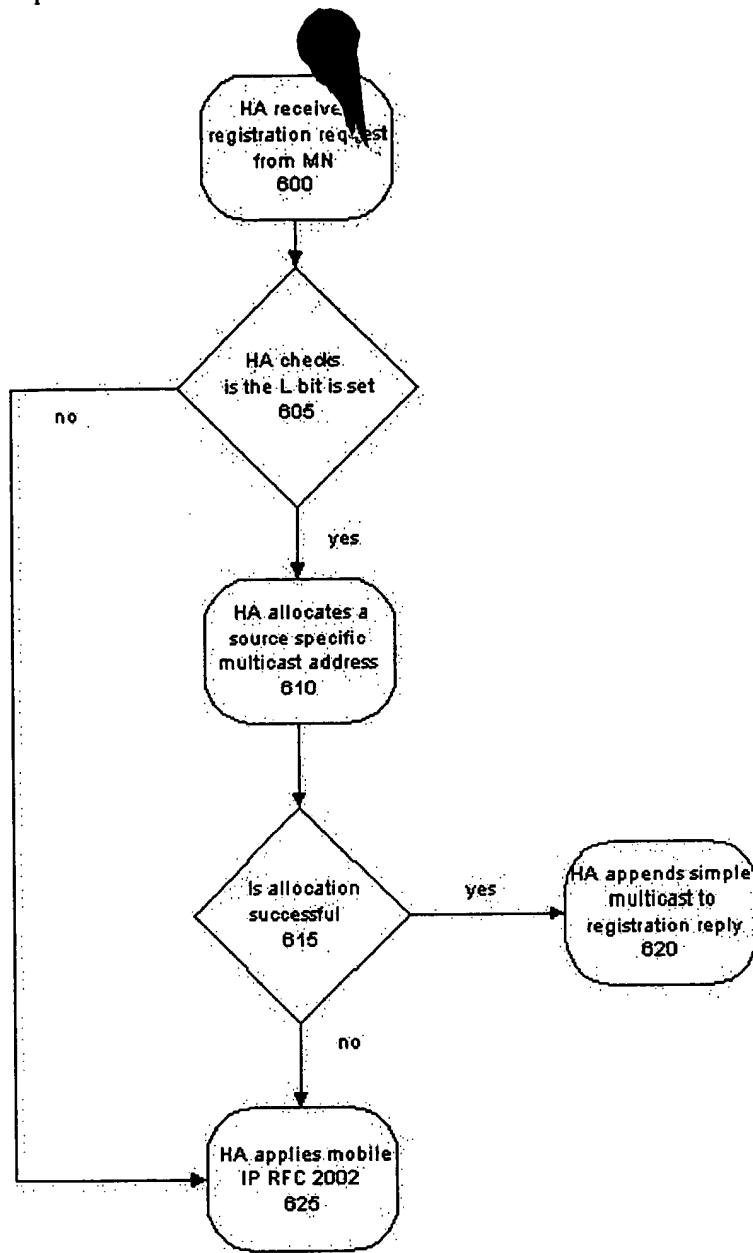 HA receives
registration request
from MN
600
HA checks
is the L bit is set
605
no
yes
HA allocates a
source specific
multicast address
610
Is allocation
successful
615
yes
HA appends simple
multicast to
registration reply
620
no
HA applies mobile
IP RFC 2002
625